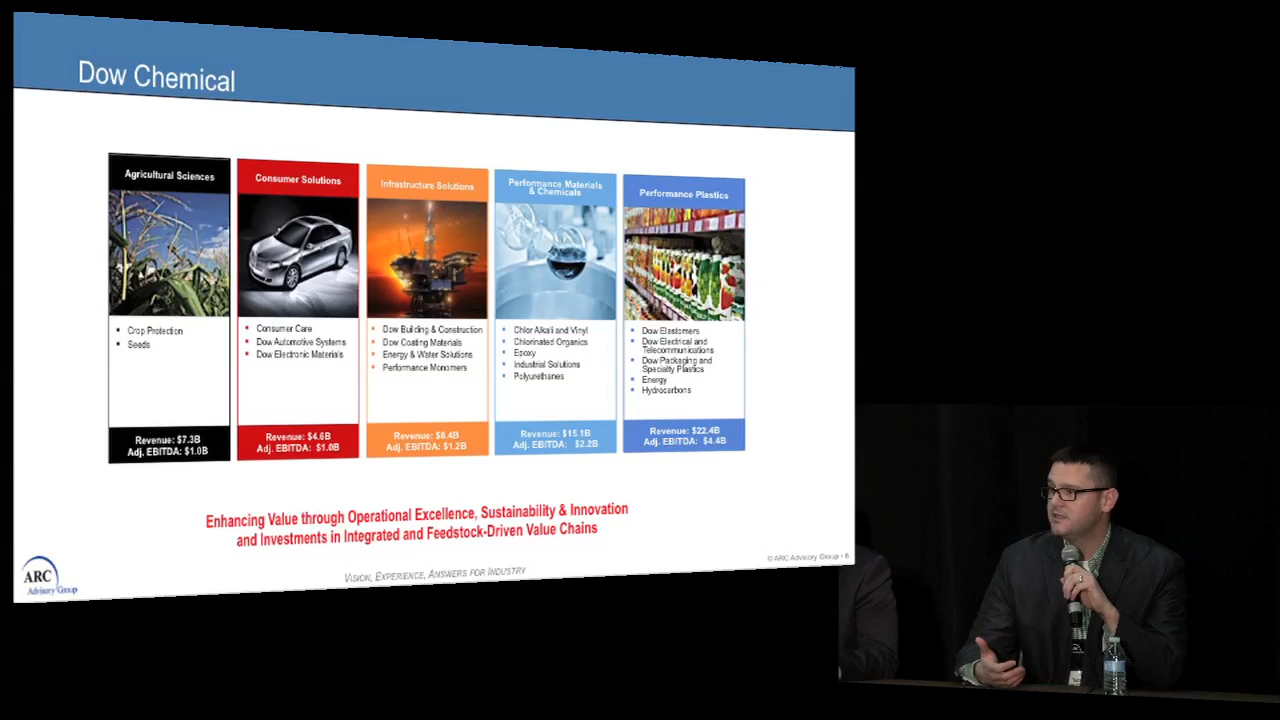 Dow Chemical
Agricultural Sciences
Crop Protection
Seeds
Revenue: $7.3B
Adj. EBITDA: $1.0B
Consumer Solutions
Consumer Care
Dow Automotive Systems
Dow Electronic Materials
Revenue: $4.6B
Adj. EBITDA: $1.0B
Infrastructure Solutions
Dow Building & Construction
Dow Coating Materials
Energy & Water Solutions
Performance Monomers
Revenue: $8.4B
Adj. EBITDA: $1.2B
Performance Materials
& Chemicals
Chlor Alkali and Vinyl
Chlorinated Organics
Epoxy
Industrial Solutions
Polyurethanes
Revenue: $15.1B
Adj. EBITDA: $2.2B
Performance Plastics
Dow Elastomers
Dow Electrical and
Telecommunications
Dow Packaging and
Specialty Plastics
Energy
Hydrocarbons
Revenue: $22.4B
Adj. EBITDA: $4.4B
Enhancing Value through Operational Excellence, Sustainability & Innovation
and Investments in Integrated and Feedstock-Driven Value Chains
ARC
Advisory Group
VISION, EXPERIENCE, ANSWERS FOR INDUSTRY
© ARC Advisory Group • 8